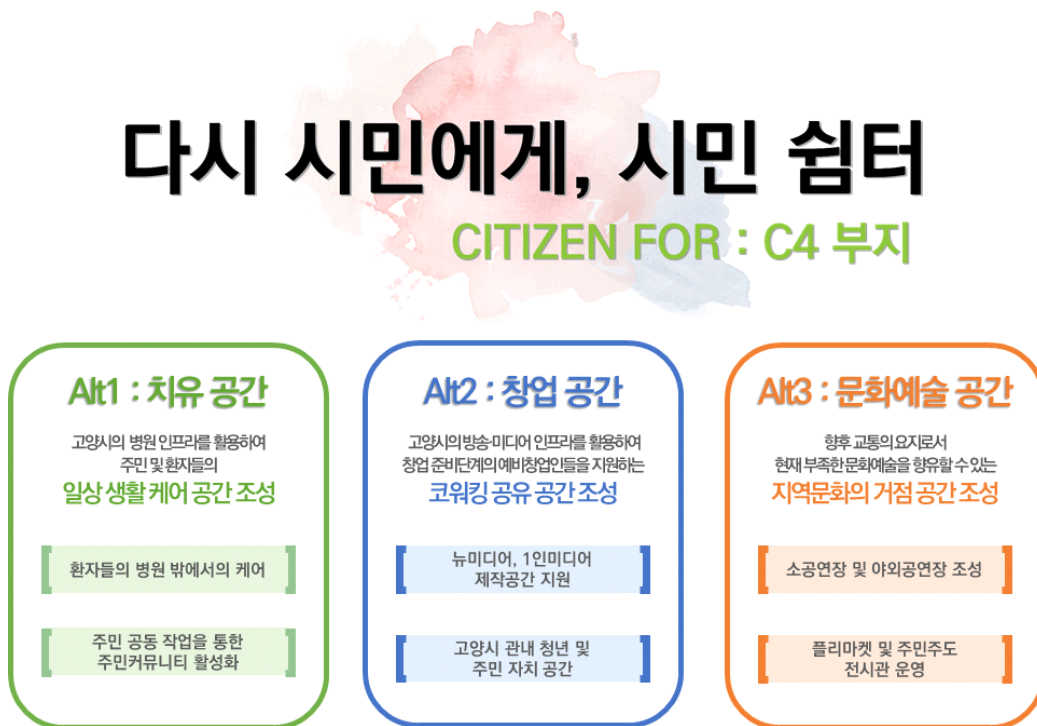 다시 시민에게, 시민 쉼터
CITIZEN FOR : C4 부지
Alt1 : 치유 공간
고양시의 병원 인프라를 활용하여
주민 및 환자들의
일상 생활 케어 공간 조성
환자들의 병원 밖에서의 케어
주민 공동 작업을 통한
주민커뮤니티 활성화
Alt2 : 창업 공간
고양시의 방송·미디어 인프라를 활용하여
창업 준비단계의 예비창업인들을 지원하는
코워킹 공유 공간 조성
뉴미디어, 1인미디어
제작공간 지원
고양시 관내 청년 및
주민 자치 공간
Alt3 : 문화예술 공간
향후 교통의 요지로서
현재 부족한 문화예술을 향유할 수 있는
지역문화의 거점 공간 조성
소공연장 및 야외공연장 조성
플리마켓 및 주민주도
전시관 운영